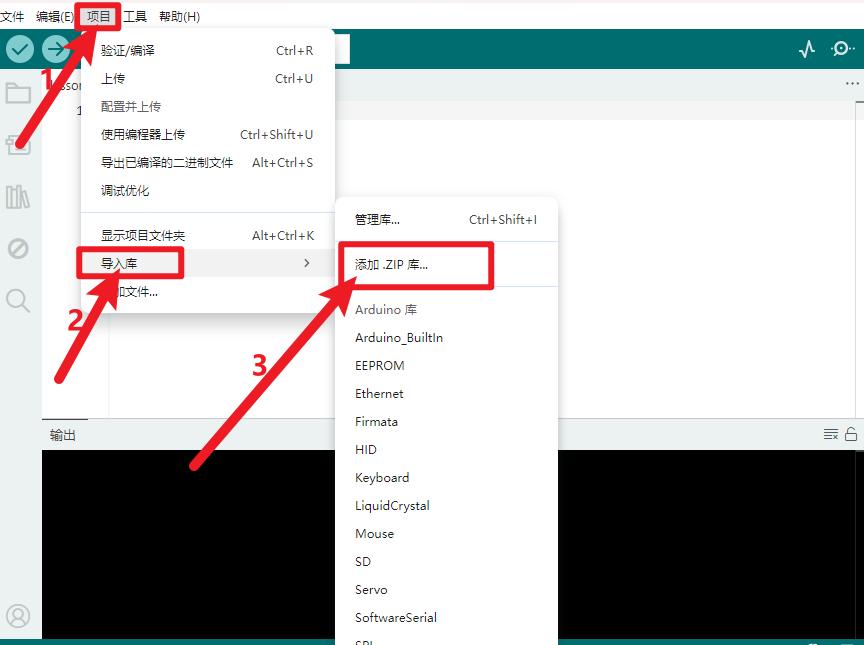 文件 编辑(E) 项目 工具 帮助(H)
验证/编译 Ctrl+R
上传 Ctrl+U
配置并上传
使用编程器上传 Ctrl+Shift+U
导出已编译的二进制文件 Alt+Ctrl+S
调试优化
显示项目文件夹 Alt+Ctrl+K
导入库
加文件...
1
2
3
1
管理库... Ctrl+Shift+I
添加 .ZIP 库...
Arduino 库
Arduino_BuiltIn
EEPROM
Ethernet
Firmata
HID
Keyboard
LiquidCrystal
Mouse
SD
Servo
SoftwareSerial
输出